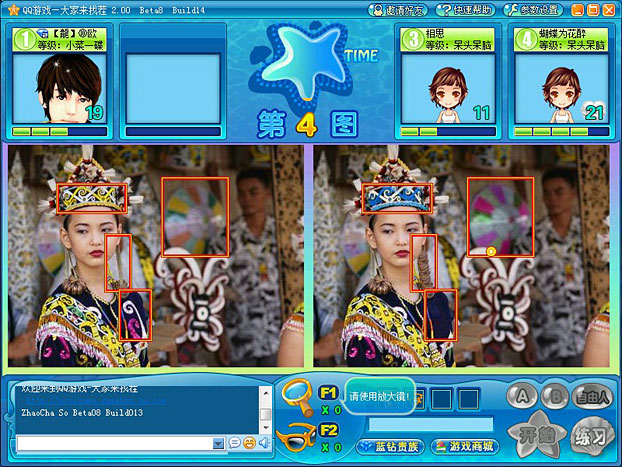 QQ游戏-大家来找茬 2.00 Beta8 Build14
邀请好友
快速帮助
参数设置
1
【龍】®欧
等级：小菜一碟
19
TIME
第4图
3
相思
等级：呆头呆脑
11
4
蝴蝶为花醉
等级：呆头呆脑
21
欢迎来到QQ游戏-大家来找茬
ZhaoCha So Beta08 Build013
F1
X 0
F2
X 0
请使用放大镜!
蓝钻贵族
游戏商城
A
B
自由人
开始
练习